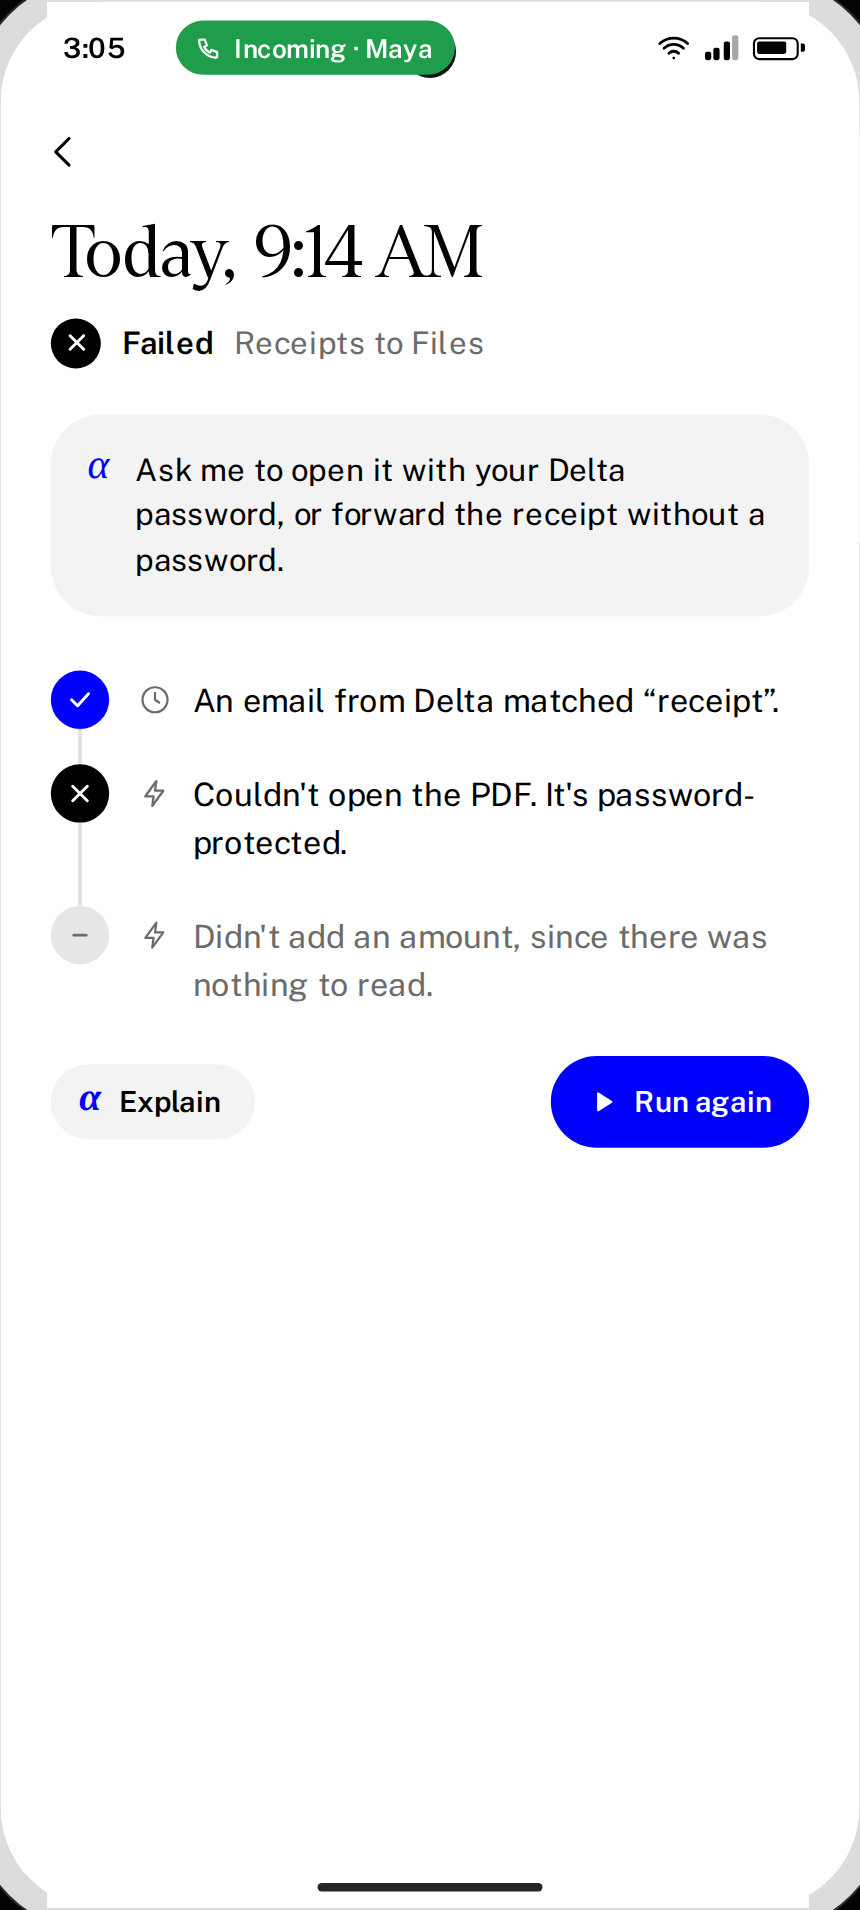 3:05
Incoming · Maya
Today, 9:14 AM
Failed Receipts to Files
α Ask me to open it with your Delta
password, or forward the receipt without a
password.
An email from Delta matched “receipt”.
Couldn't open the PDF. It's password-
protected.
Didn't add an amount, since there was
nothing to read.
α Explain
Run again